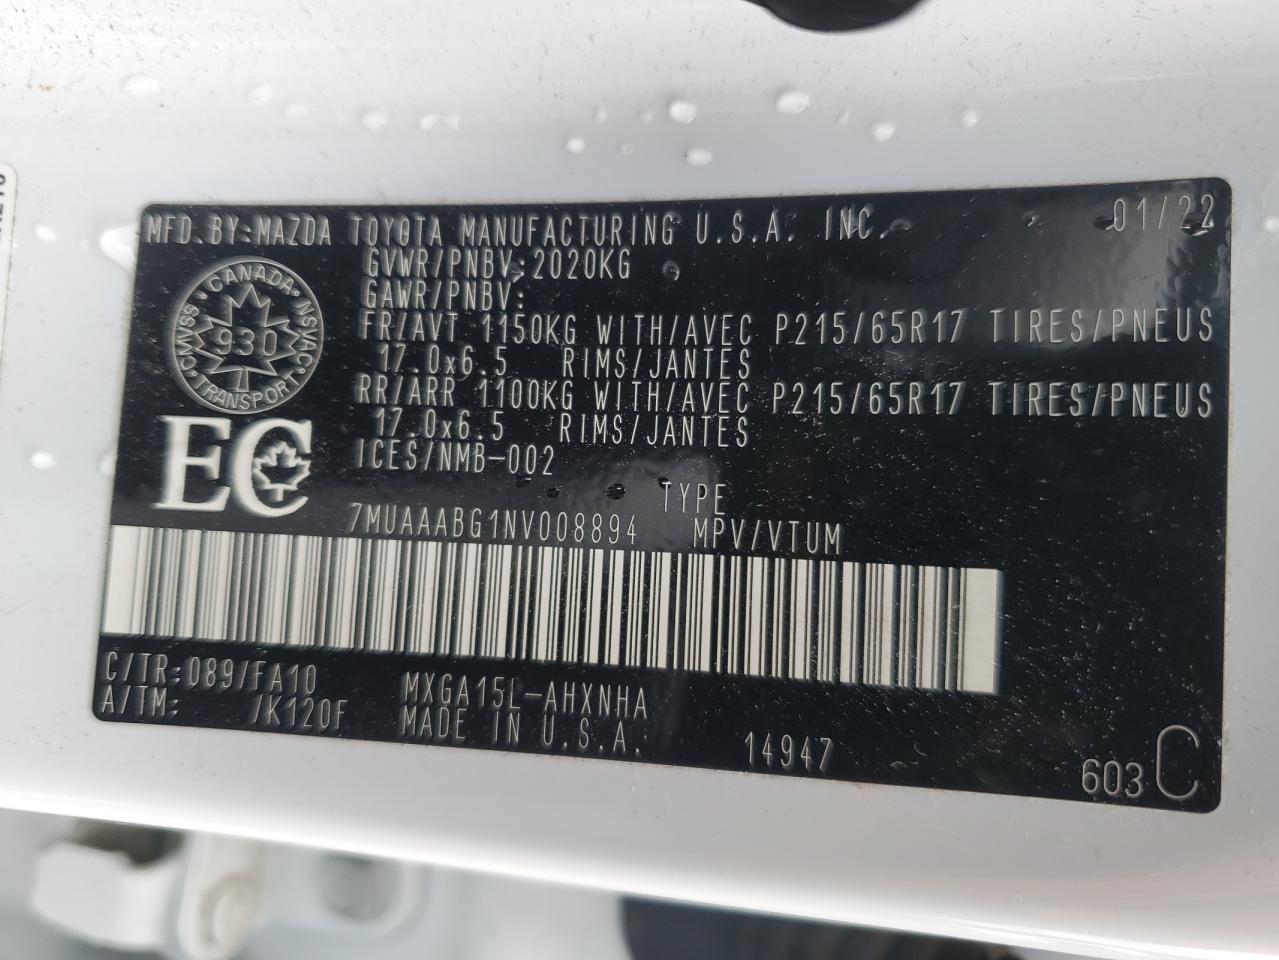 MFD.BY:MAZDA TOYOTA MANUFACTURING U.S.A. INC. 01/22
GVWR/PNBV:2020KG
GAWR/PNBV:
FR/AVT 1150KG WITH/AVEC P215/65R17 TIRES/PNEUS
17.0x6.5 RIMS/JANTES
RR/ARR 1100KG WITH/AVEC P215/65R17 TIRES/PNEUS
17.0x6.5 RIMS/JANTES
ICES/NMB-002
CANADA
NSVAC
930
TRANSPORT
CMVSS
EC
TYPE
7MUAAABG1NV008894 MPV/VTUM
C/TR:089/FA10 MXGA15L-AHXNHA
A/TM: /K120F MADE IN U.S.A.
14947
603 C